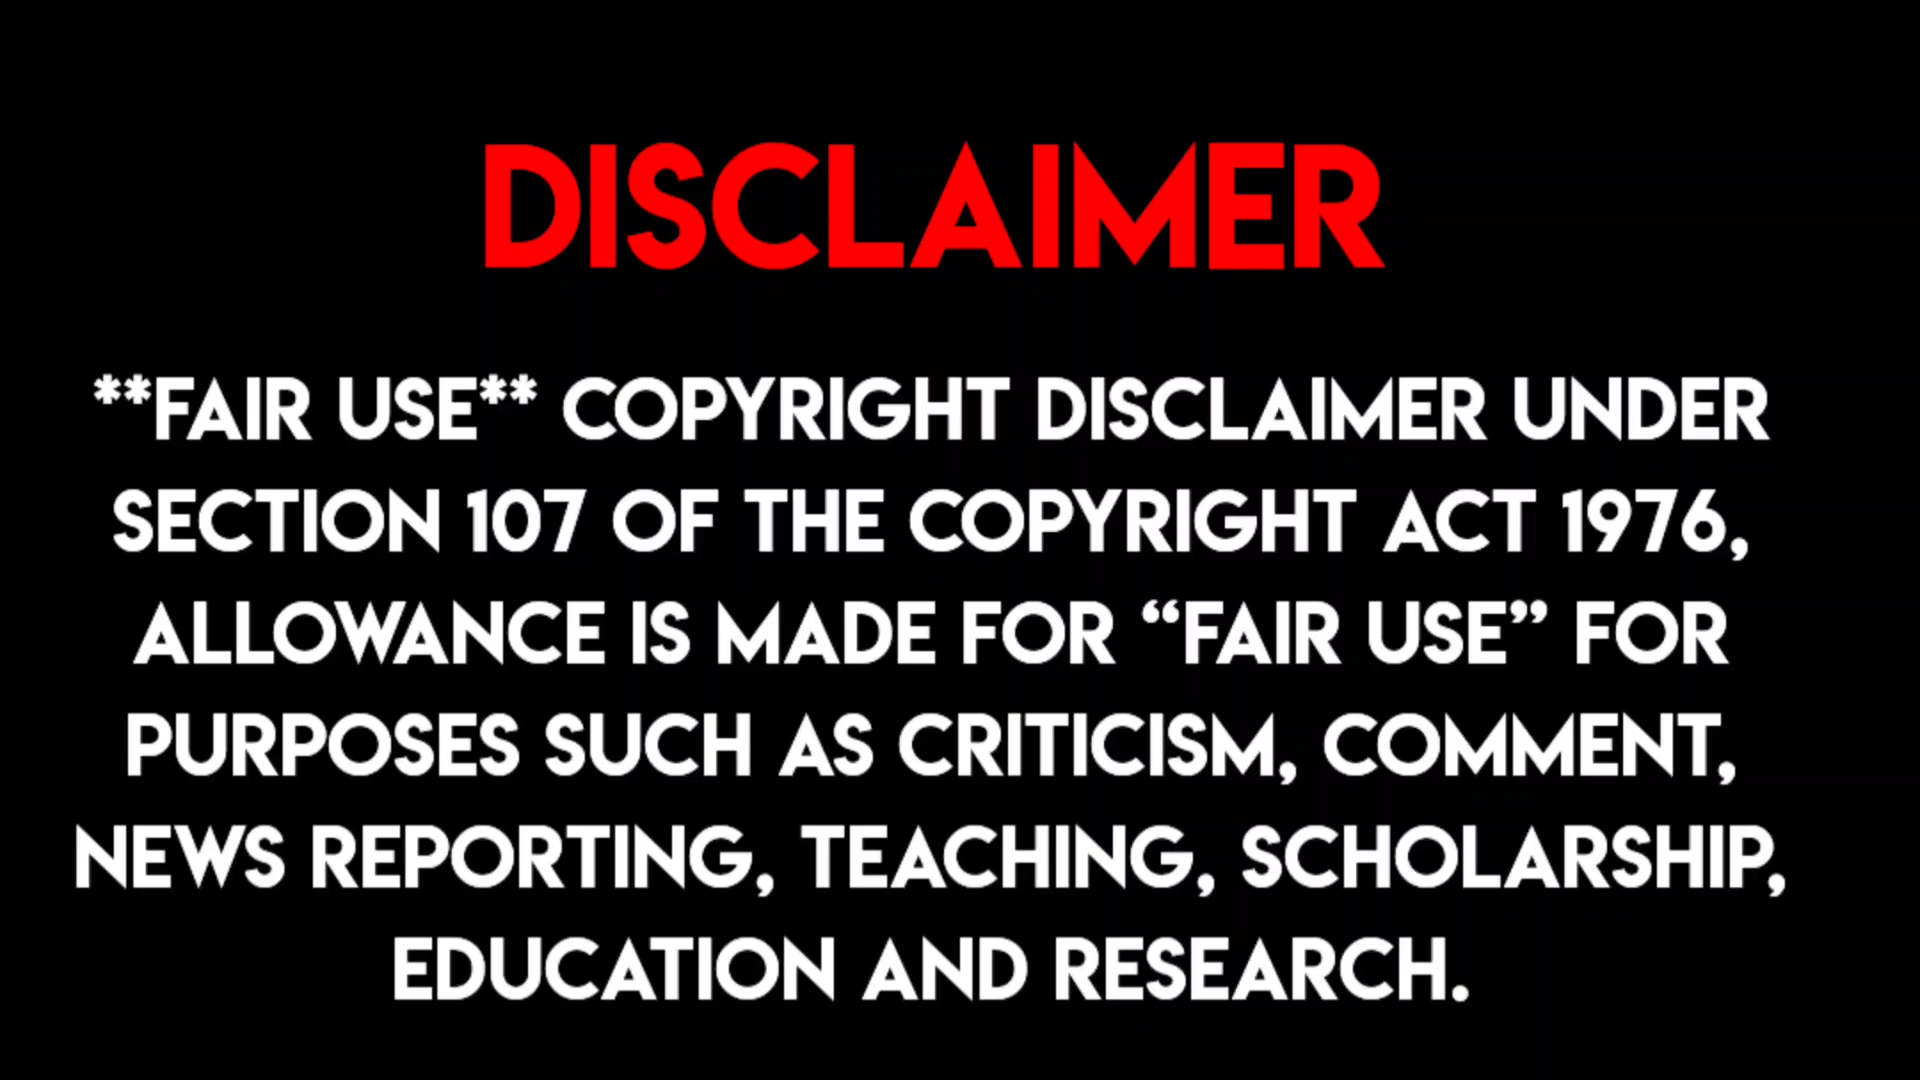 DISCLAIMER
**FAIR USE** COPYRIGHT DISCLAIMER UNDER
SECTION 107 OF THE COPYRIGHT ACT 1976,
ALLOWANCE IS MADE FOR “FAIR USE” FOR
PURPOSES SUCH AS CRITICISM, COMMENT,
NEWS REPORTING, TEACHING, SCHOLARSHIP,
EDUCATION AND RESEARCH.